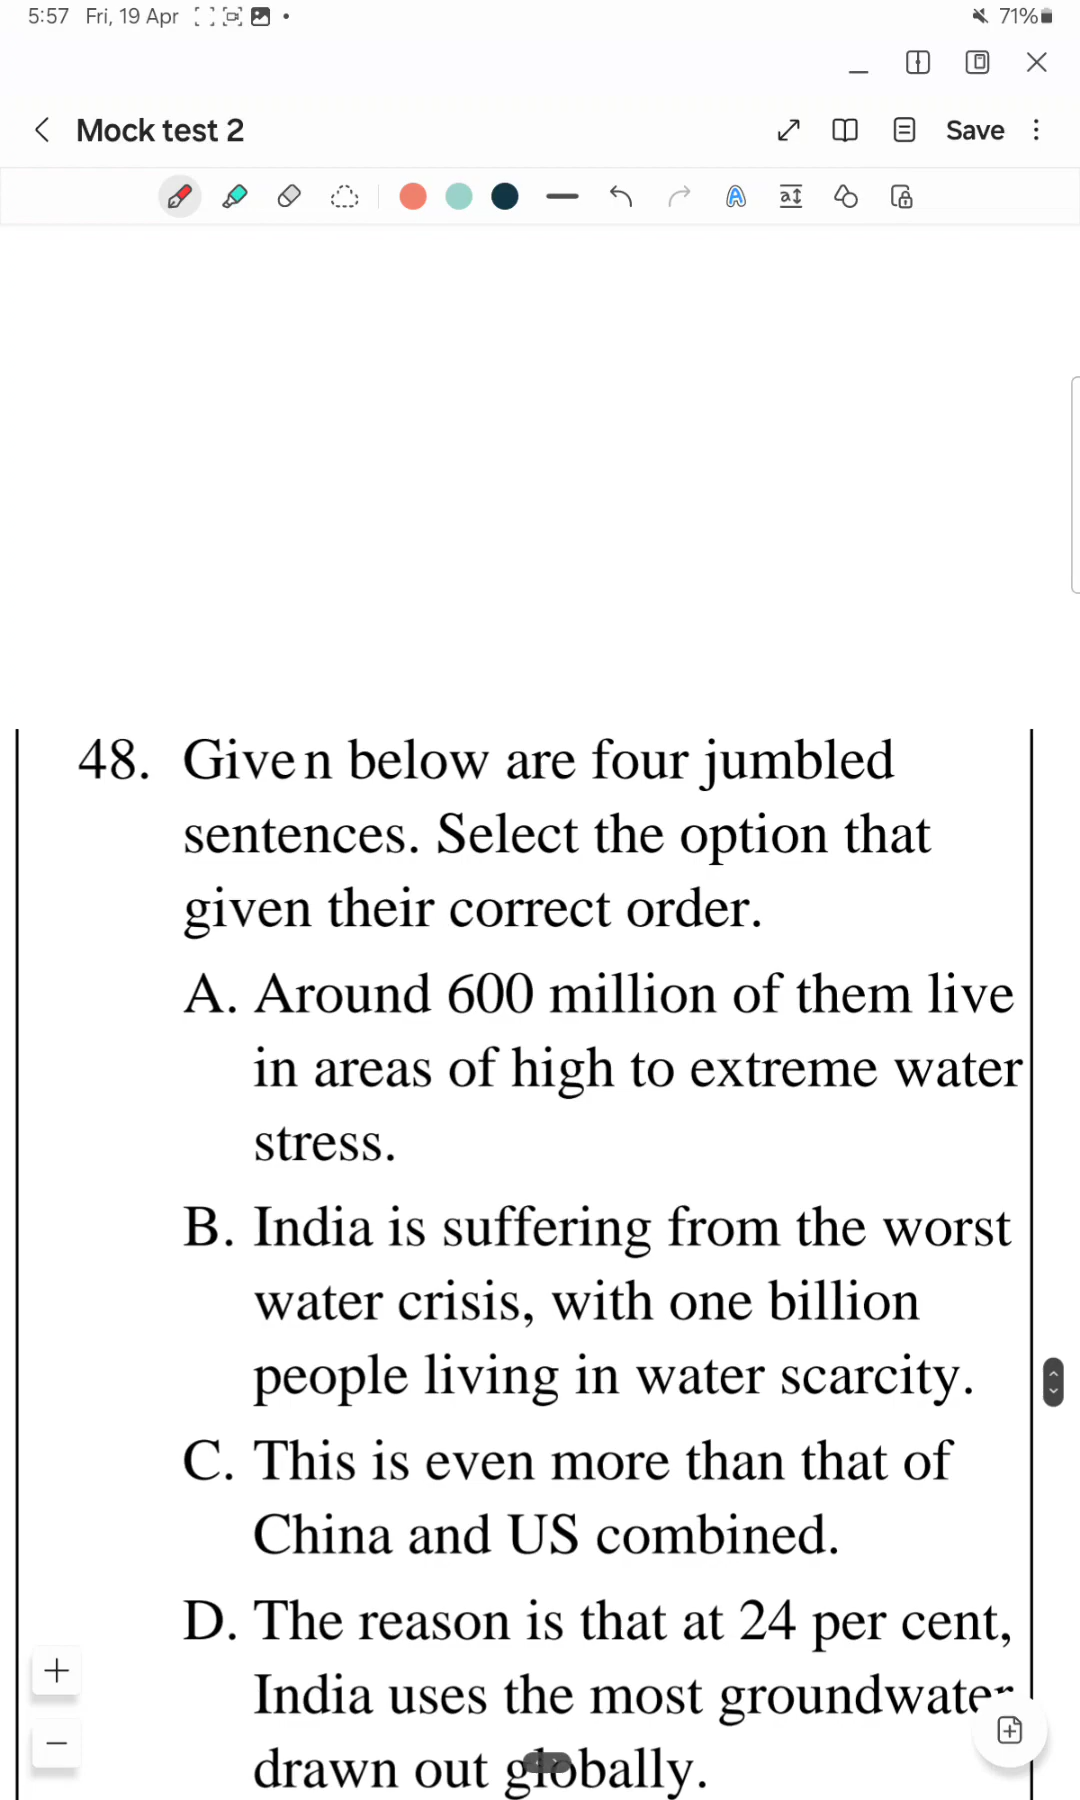 5:57 Fri, 19 Apr
71%
Mock test 2
Save
48. Given below are four jumbled
sentences. Select the option that
given their correct order.
A. Around 600 million of them live
in areas of high to extreme water
stress.
B. India is suffering from the worst
water crisis, with one billion
people living in water scarcity.
C. This is even more than that of
China and US combined.
D. The reason is that at 24 per cent,
India uses the most groundwater
drawn out globally.